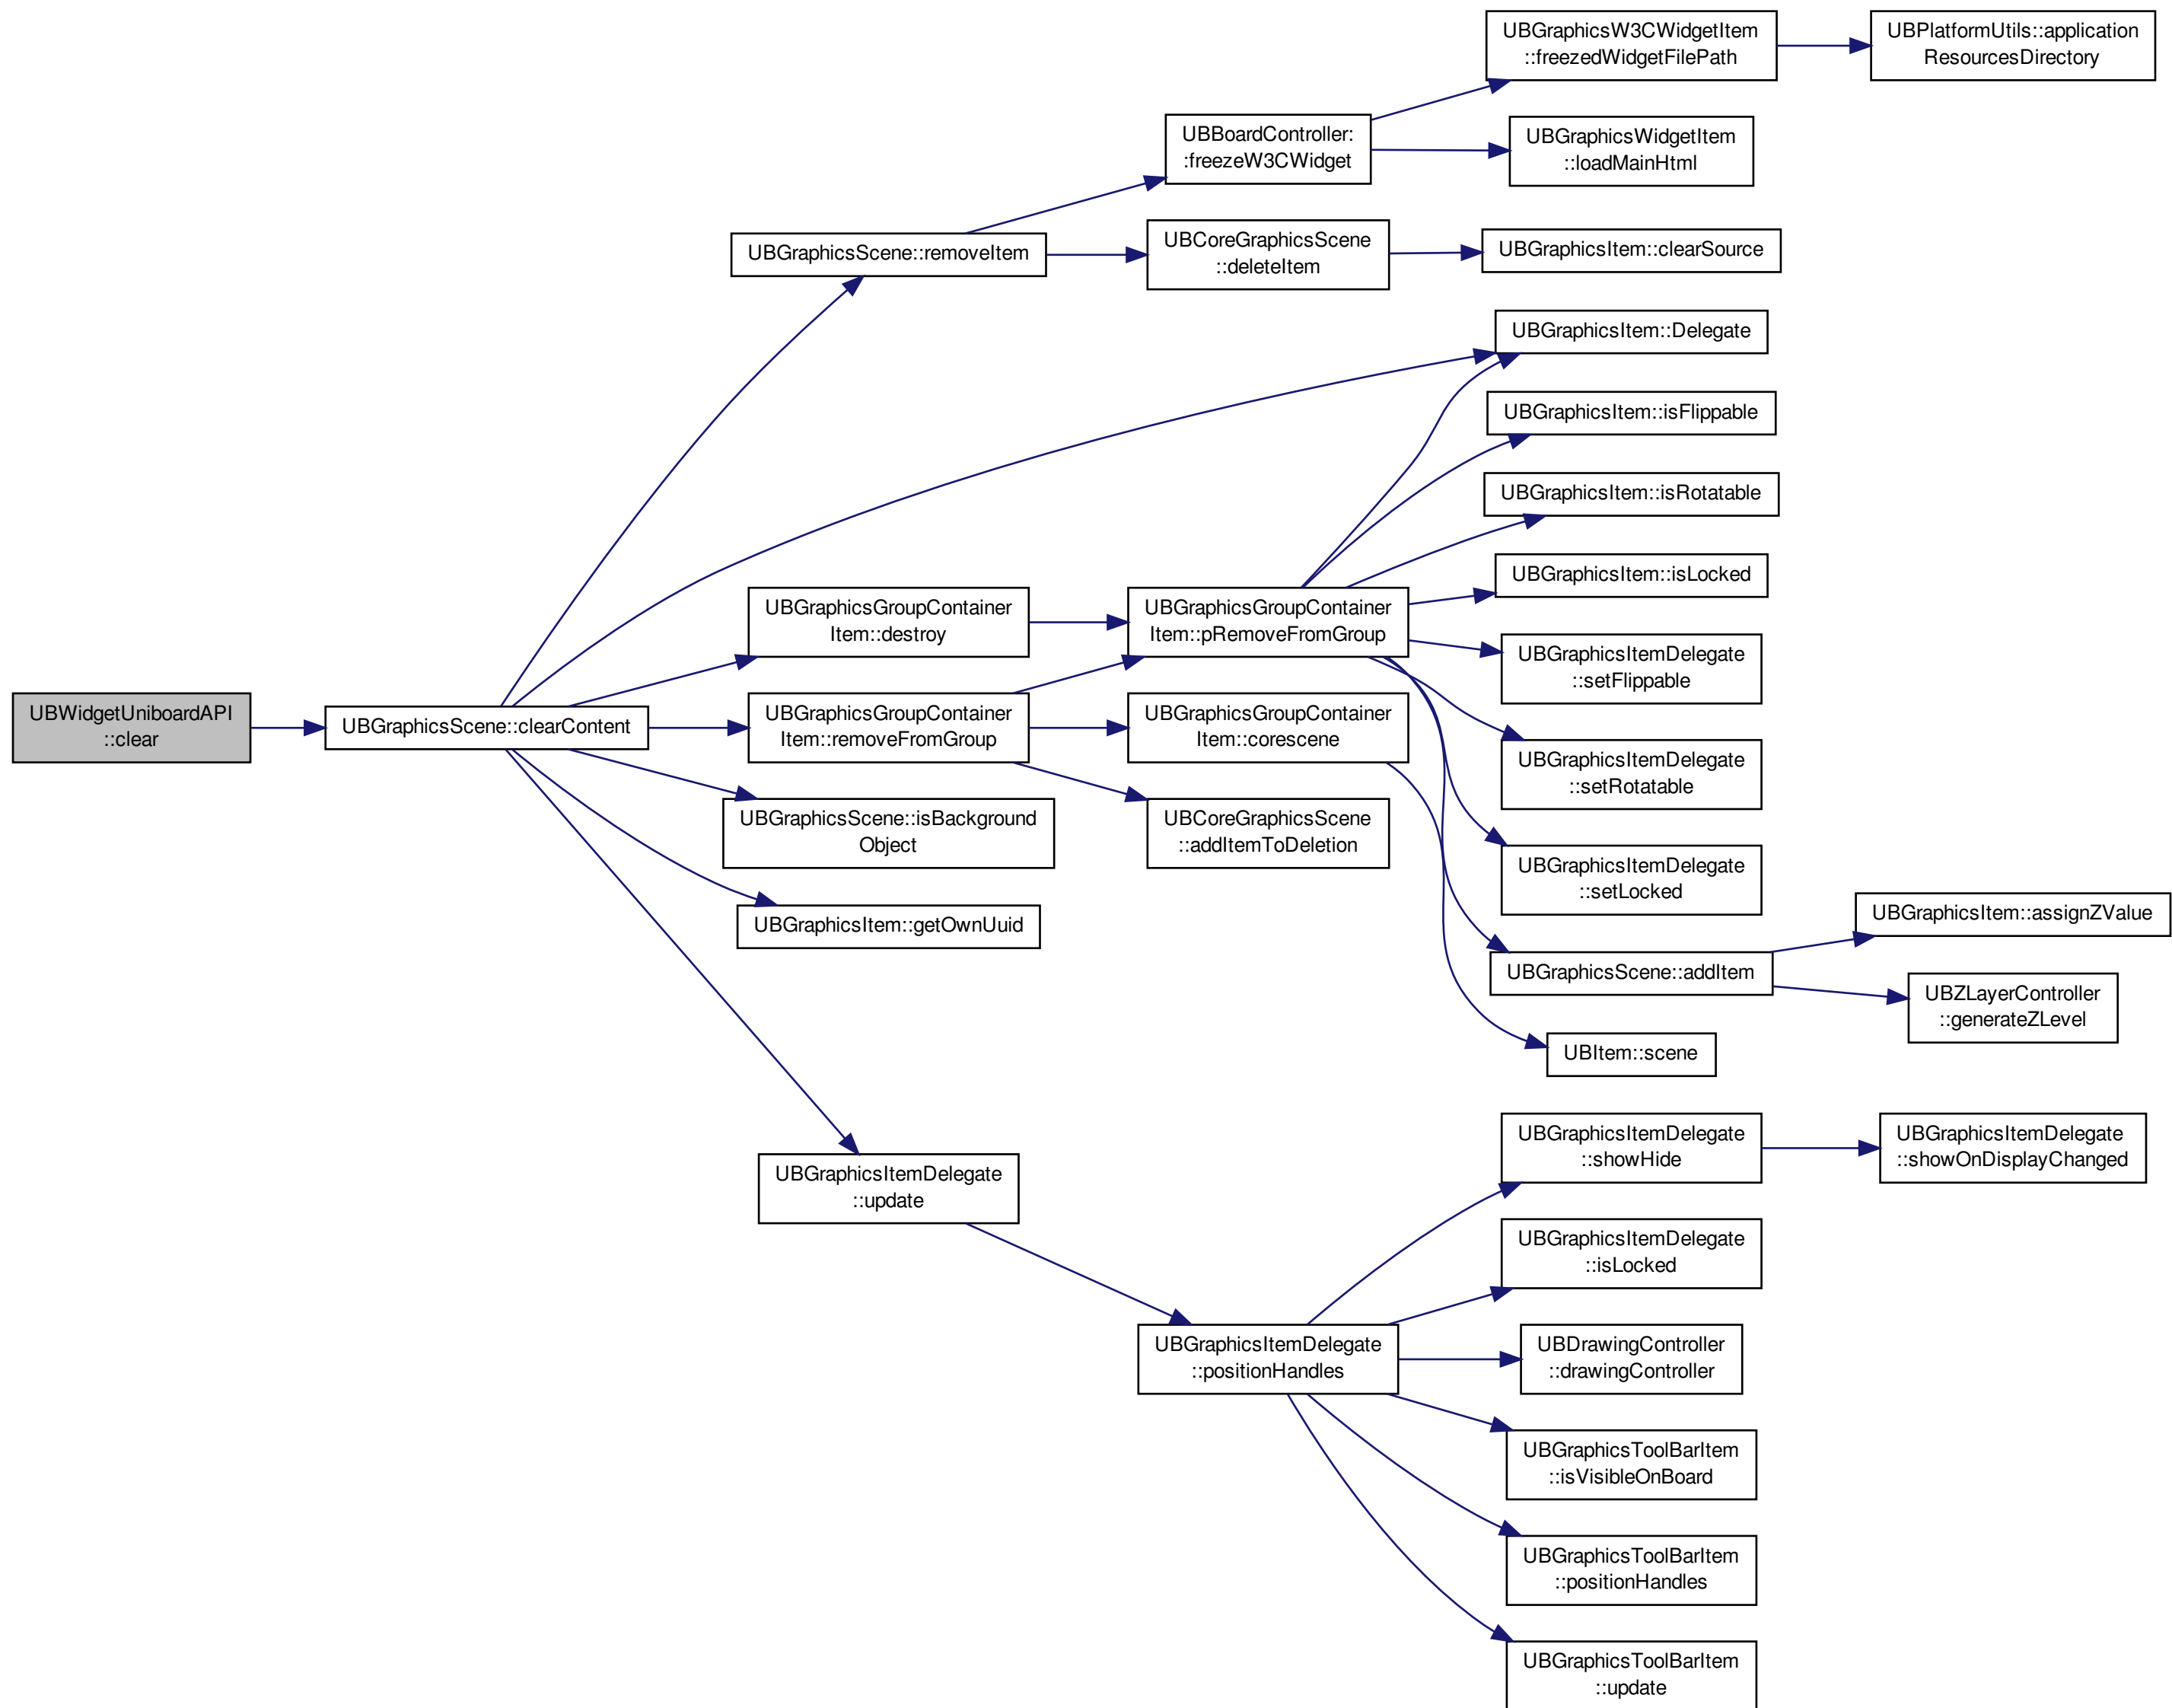 UBWidgetUniboardAPI
::clear
UBGraphicsScene::clearContent
UBGraphicsScene::removeItem
UBGraphicsItem::Delegate
UBGraphicsGroupContainer
Item::destroy
UBGraphicsGroupContainer
Item::removeFromGroup
UBGraphicsScene::isBackground
Object
UBGraphicsItem::getOwnUuid
UBGraphicsItemDelegate
::update
UBBoardController:
:freezeW3CWidget
UBCoreGraphicsScene
::deleteItem
UBGraphicsW3CWidgetItem
::freezedWidgetFilePath
UBGraphicsWidgetItem
::loadMainHtml
UBPlatformUtils::application
ResourcesDirectory
UBGraphicsItem::clearSource
UBGraphicsGroupContainer
Item::pRemoveFromGroup
UBGraphicsGroupContainer
Item::corescene
UBCoreGraphicsScene
::addItemToDeletion
UBGraphicsItem::isFlippable
UBGraphicsItem::isRotatable
UBGraphicsItem::isLocked
UBGraphicsItemDelegate
::setFlippable
UBGraphicsItemDelegate
::setRotatable
UBGraphicsItemDelegate
::setLocked
UBGraphicsScene::addItem
UBGraphicsItem::assignZValue
UBZLayerController
::generateZLevel
UBItem::scene
UBGraphicsItemDelegate
::positionHandles
UBGraphicsItemDelegate
::showHide
UBGraphicsItemDelegate
::showOnDisplayChanged
UBGraphicsItemDelegate
::isLocked
UBDrawingController
::drawingController
UBGraphicsToolBarItem
::isVisibleOnBoard
UBGraphicsToolBarItem
::positionHandles
UBGraphicsToolBarItem
::update